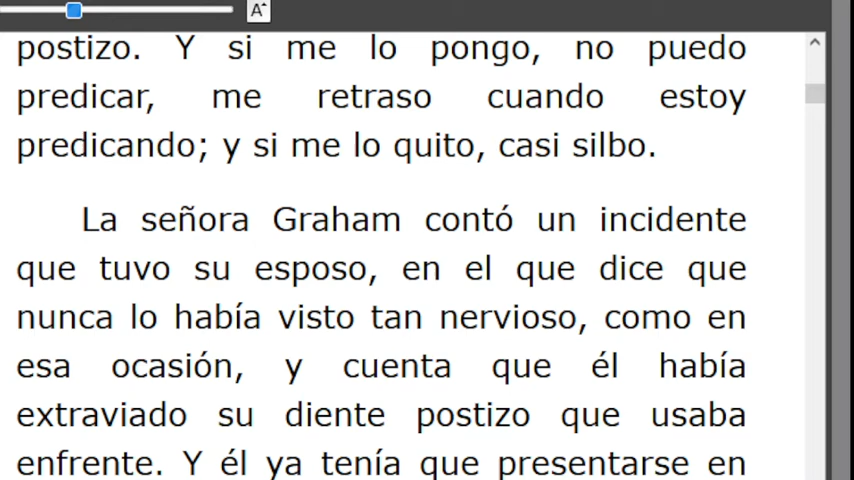 A
postizo. Y si me lo pongo, no puedo
predicar, me retraso cuando estoy
predicando; y si me lo quito, casi silbo.
La señora Graham contó un incidente
que tuvo su esposo, en el que dice que
nunca lo había visto tan nervioso, como en
esa ocasión, y cuenta que él había
extraviado su diente postizo que usaba
enfrente. Y él ya tenía que presentarse en